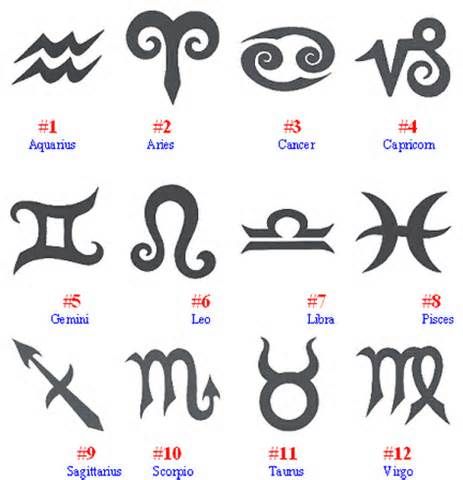 #1 #2 #3 #4
Aquarius Aries Cancer Capricorn
#5 #6 #7 #8
Gemini Leo Libra Pisces
#9 #10 #11 #12
Sagittarius Scorpio Taurus Virgo